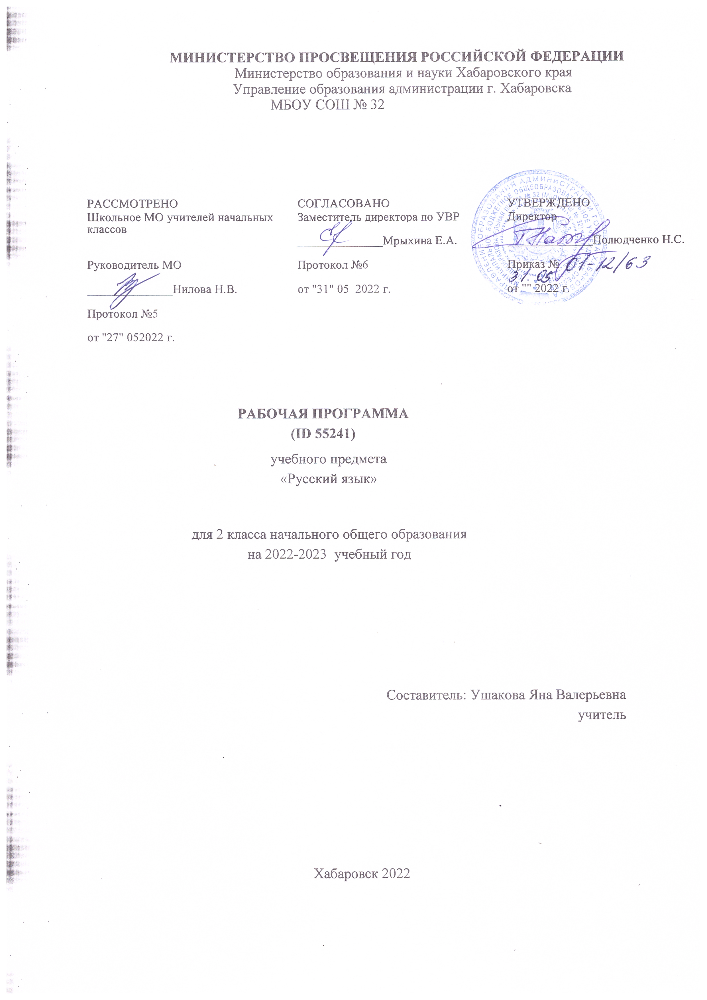 МИНИСТЕРСТВО ПРОСВЕЩЕНИЯ РОССИЙСКОЙ ФЕДЕРАЦИИ
Министерство образования и науки Хабаровского края
Управление образования администрации г. Хабаровска
МБОУ СОШ № 32
РАССМОТРЕНО
Школьное МО учителей начальных
классов
Руководитель МО
______________Нилова Н.В.
Протокол №5
от "27" 052022 г.
СОГЛАСОВАНО
Заместитель директора по УВР
______________Мрыхина Е.А.
Протокол №6
от "31" 05 2022 г.
УТВЕРЖДЕНО
Директор
______________Полюдченко Н.С.
Приказ № 01-12/63
31.05.
от "" 2022 г.
РАБОЧАЯ ПРОГРАММА
(ID 55241)
учебного предмета
«Русский язык»
для 2 класса начального общего образования
на 2022-2023 учебный год
Составитель: Ушакова Яна Валерьевна
учитель
Хабаровск 2022